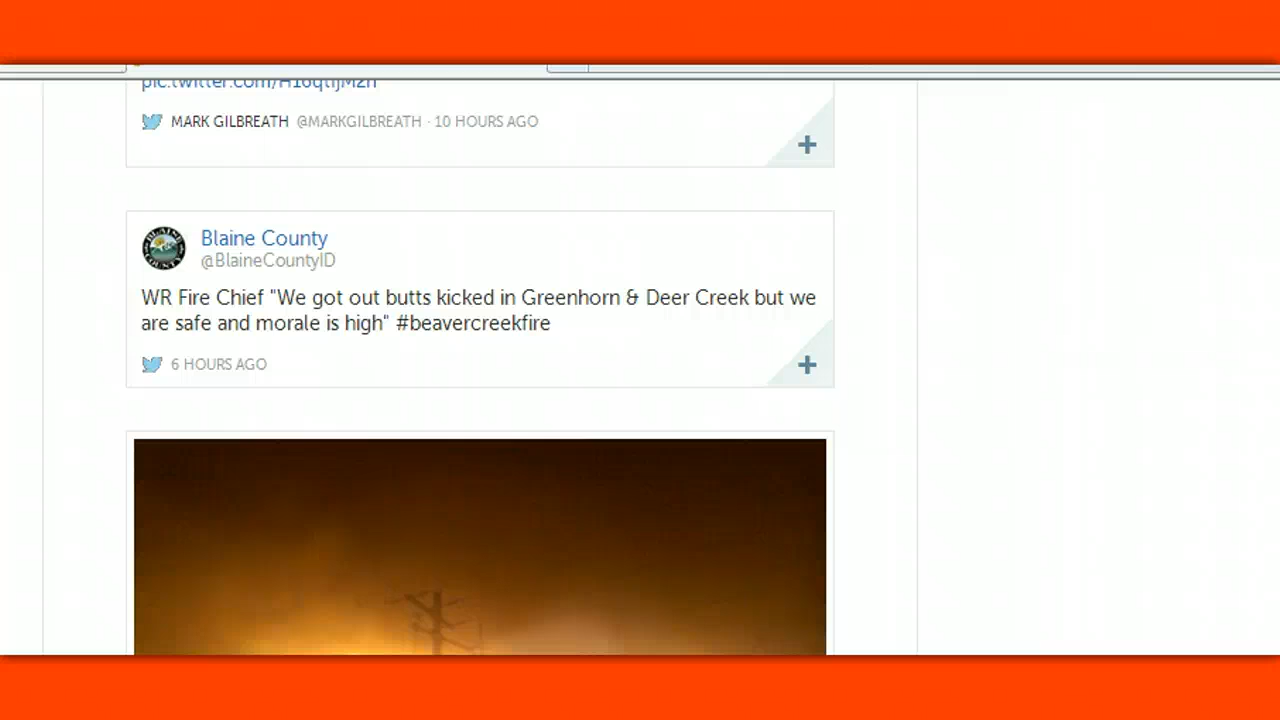 MARK GILBREATH @MARKGILBREATH · 10 HOURS AGO
Blaine County
@BlaineCountyID
WR Fire Chief "We got out butts kicked in Greenhorn & Deer Creek but we
are safe and morale is high" #beavercreekfire
6 HOURS AGO